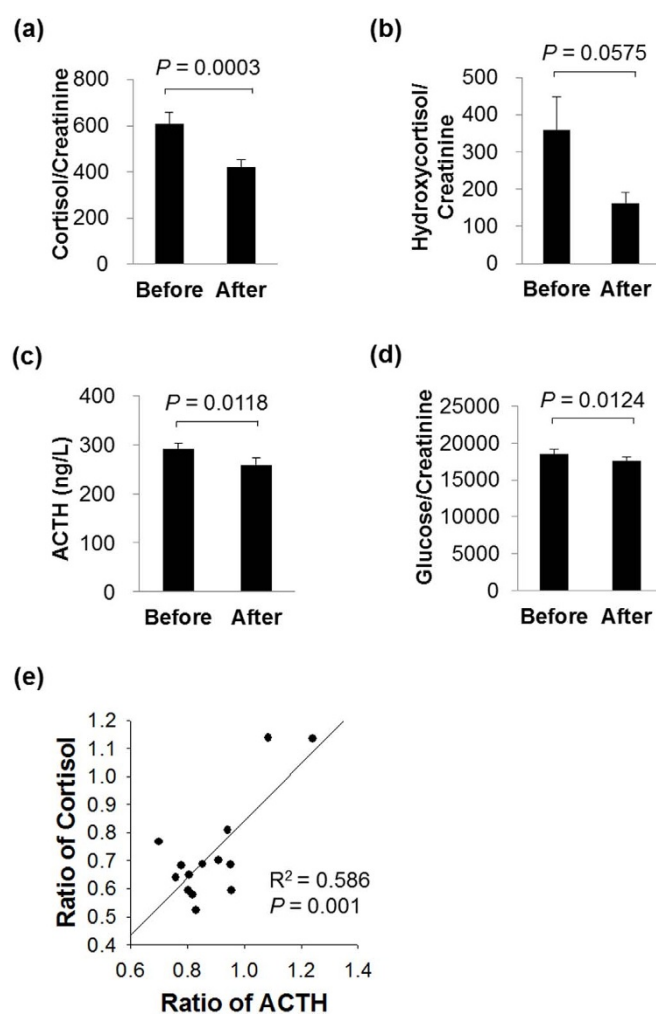 (a)
P = 0.0003
Cortisol/Creatinine
800
600
400
200
0
Before After
(b)
P = 0.0575
Hydroxycortisol/
Creatinine
500
400
300
200
100
0
Before After
(c)
P = 0.0118
ACTH (ng/L)
400
300
200
100
0
Before After
(d)
P = 0.0124
Glucose/Creatinine
25000
20000
15000
10000
5000
0
Before After
(e)
Ratio of Cortisol
1.2
1.1
1.0
0.9
0.8
0.7
0.6
0.5
0.4
R² = 0.586
P = 0.001
0.6 0.8 1.0 1.2 1.4
Ratio of ACTH